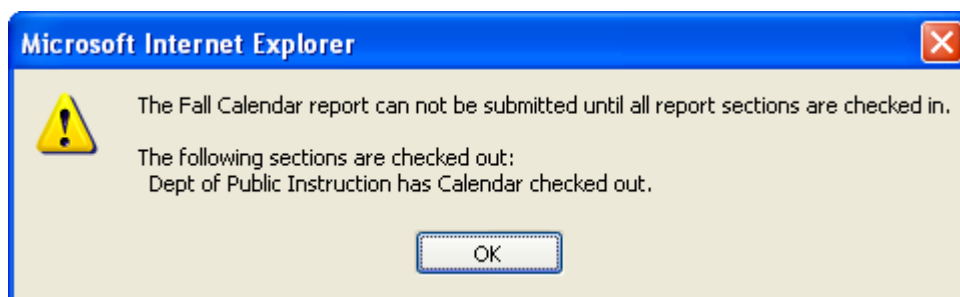 Microsoft Internet Explorer
The Fall Calendar report can not be submitted until all report sections are checked in.
The following sections are checked out:
Dept of Public Instruction has Calendar checked out.
OK